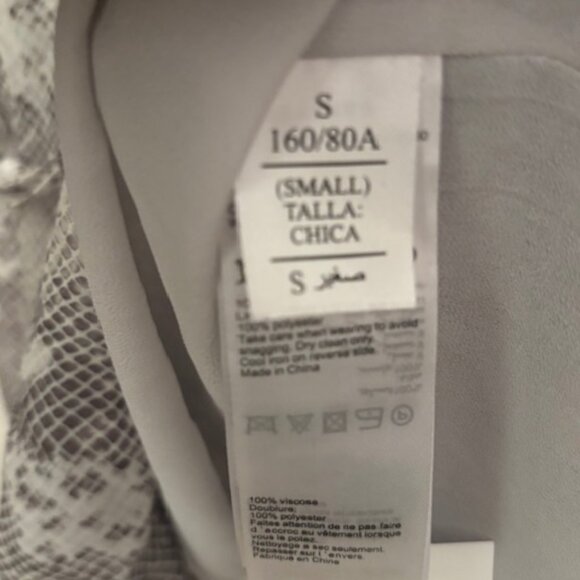 S
160/80A
(SMALL)
TALLA:
CHICA
S صغير
100% polyester
Take care when wearing to avoid
snagging. Dry clean only.
Cool iron on reverse side.
Made in China
100% viscose
Doublure:
100% polyester
Faites attention de ne pas faire
d'accroc au vêtement lorsque
vous le potez.
Nettoyage a sec seulement.
Repasser sur l'envers
Fabriqué en Chine